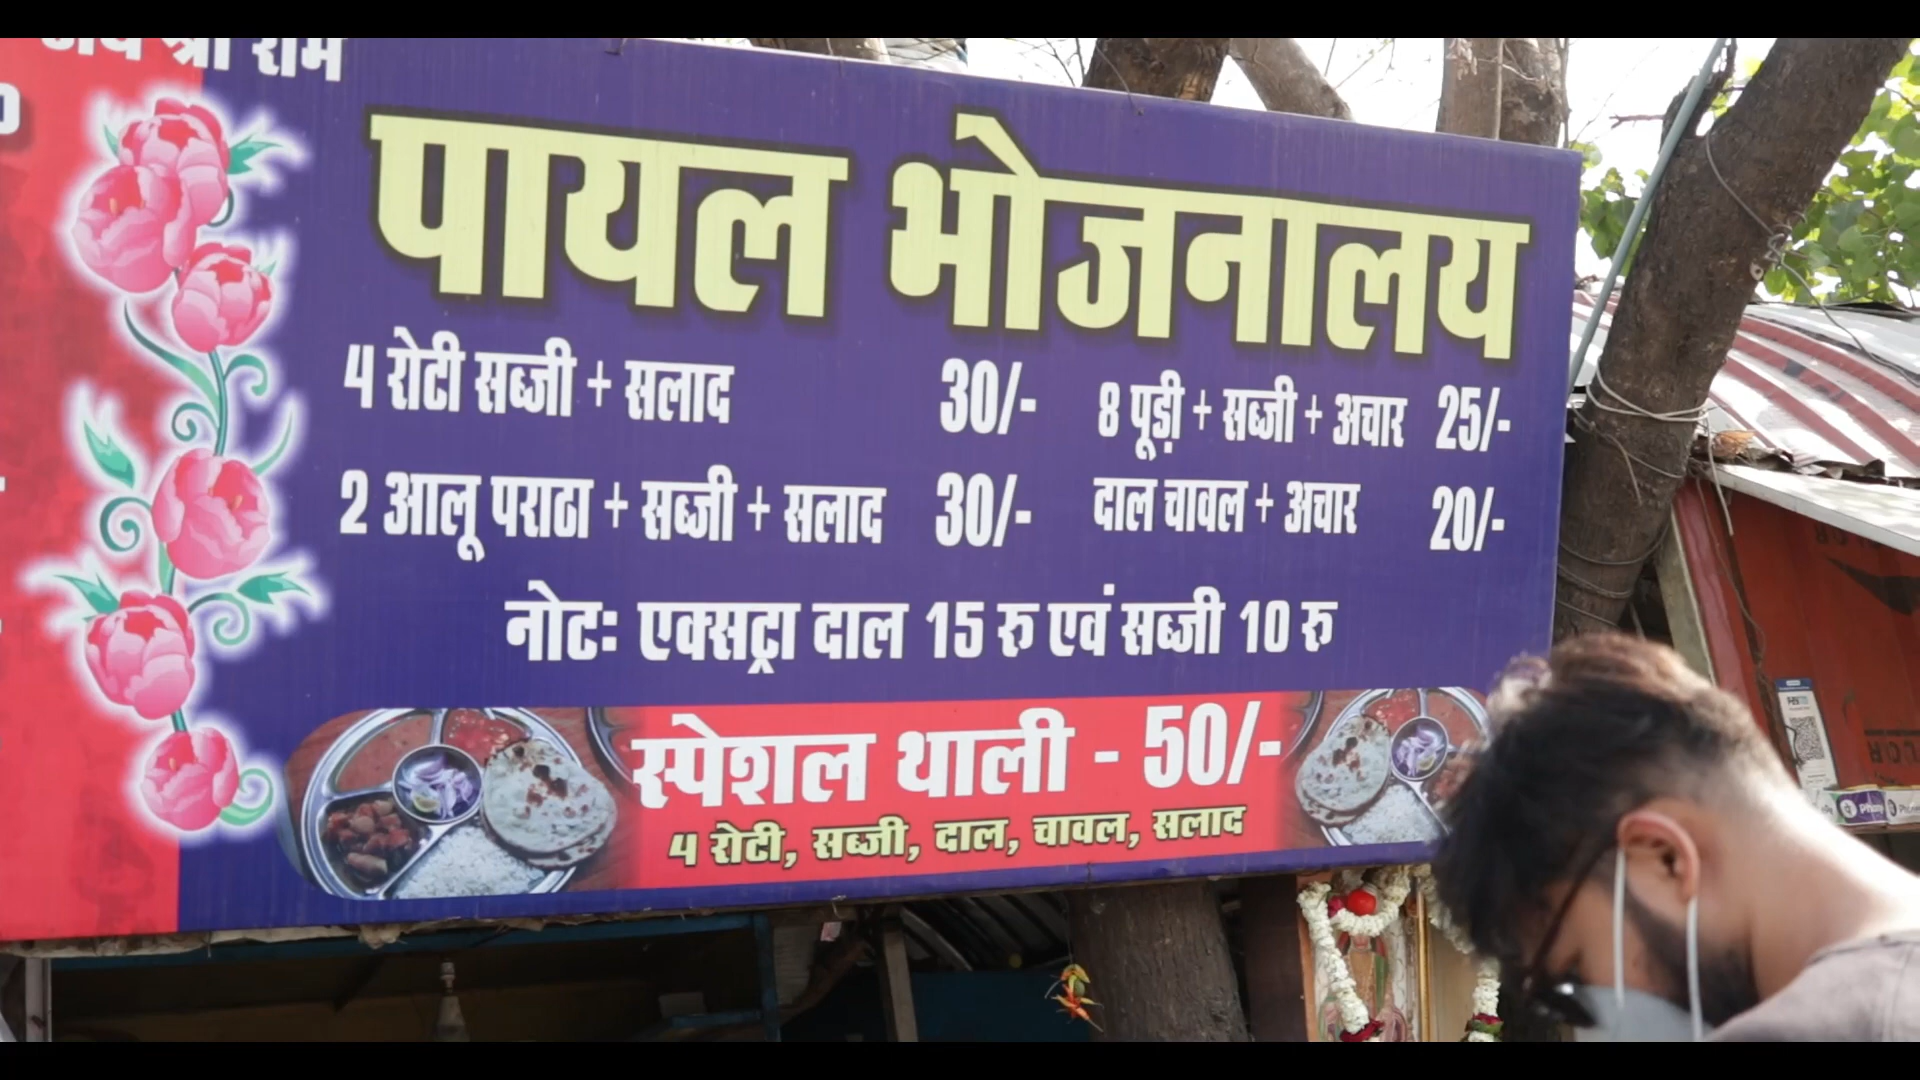 जय श्री राम
पायल भोजनालय
4 रोटी सब्जी + सलाद 30/-
8 पूड़ी + सब्जी + अचार 25/-
2 आलू पराठा + सब्जी + सलाद 30/-
दाल चावल + अचार 20/-
नोटः एक्सट्रा दाल 15 रु एवं सब्जी 10 रु
स्पेशल थाली - 50/-
4 रोटी, सब्जी, दाल, चावल, सलाद